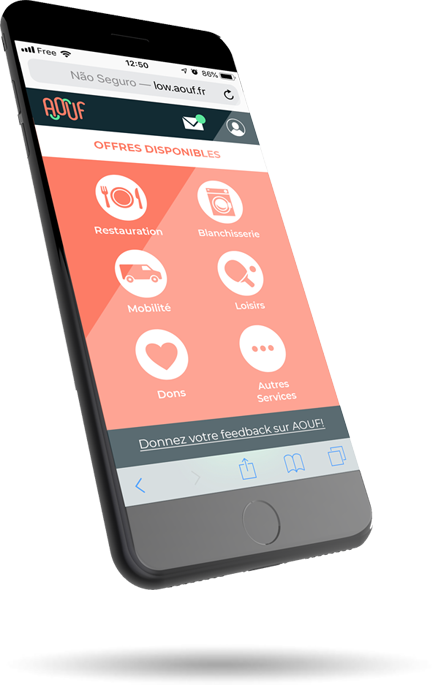 Free 12:50 86%
Não Seguro — low.aouf.fr
AOUF
OFFRES DISPONIBLES
Restauration Blanchisserie
Mobilité Loisirs
Dons Autres
Services
Donnez votre feedback sur AOUF!